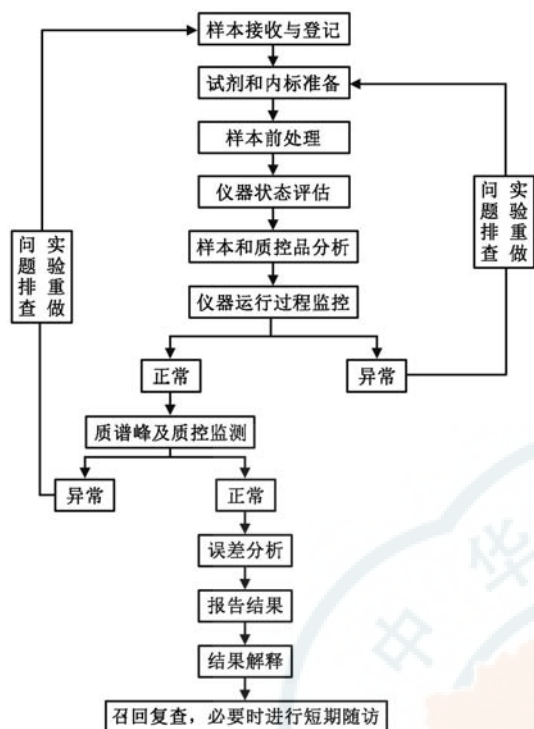 样本接收与登记
试剂和内标准备
样本前处理
仪器状态评估
样本和质控品分析
仪器运行过程监控
问题排查
实验重做
问题排查
实验重做
正常
异常
质谱峰及质控监测
异常
正常
误差分析
报告结果
结果解释
召回复查，必要时进行短期随访
中华